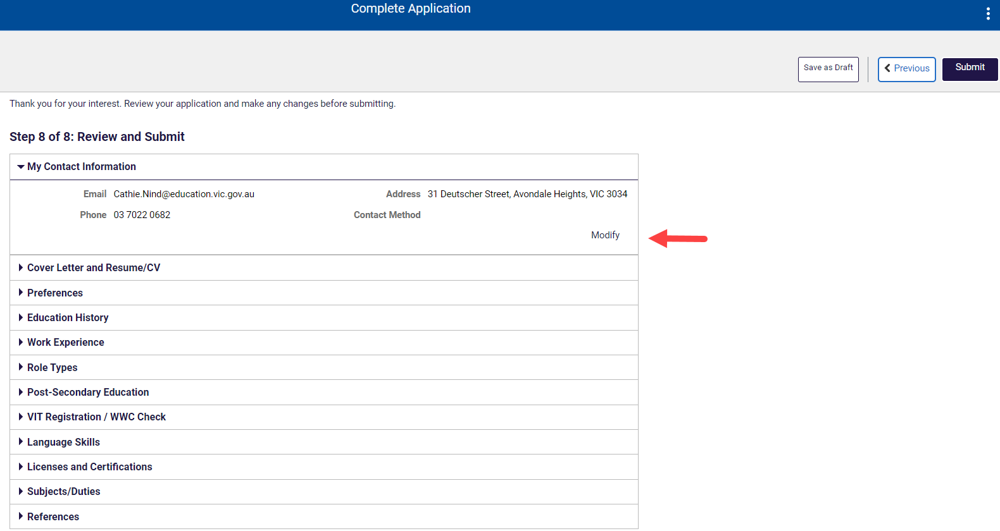 Complete Application
Save as Draft
Previous
Submit
Thank you for your interest. Review your application and make any changes before submitting.
Step 8 of 8: Review and Submit
My Contact Information
Email Cathie.Nind@education.vic.gov.au Address 31 Deutscher Street, Avondale Heights, VIC 3034
Phone 03 7022 0682 Contact Method
Modify
Cover Letter and Resume/CV
Preferences
Education History
Work Experience
Role Types
Post-Secondary Education
VIT Registration / WWC Check
Language Skills
Licenses and Certifications
Subjects/Duties
References